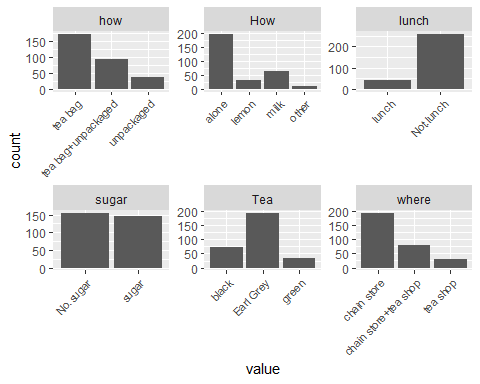 how
How
lunch
150
100
50
0
200
150
100
50
0
200
100
0
tea bag
tea bag+unpackaged
unpackaged
alone
lemon
milk
other
lunch
Not.lunch
count
sugar
Tea
where
150
100
50
0
200
150
100
50
0
200
150
100
50
0
No.sugar
sugar
black
Earl Grey
green
chain store
chain store+tea shop
tea shop
value